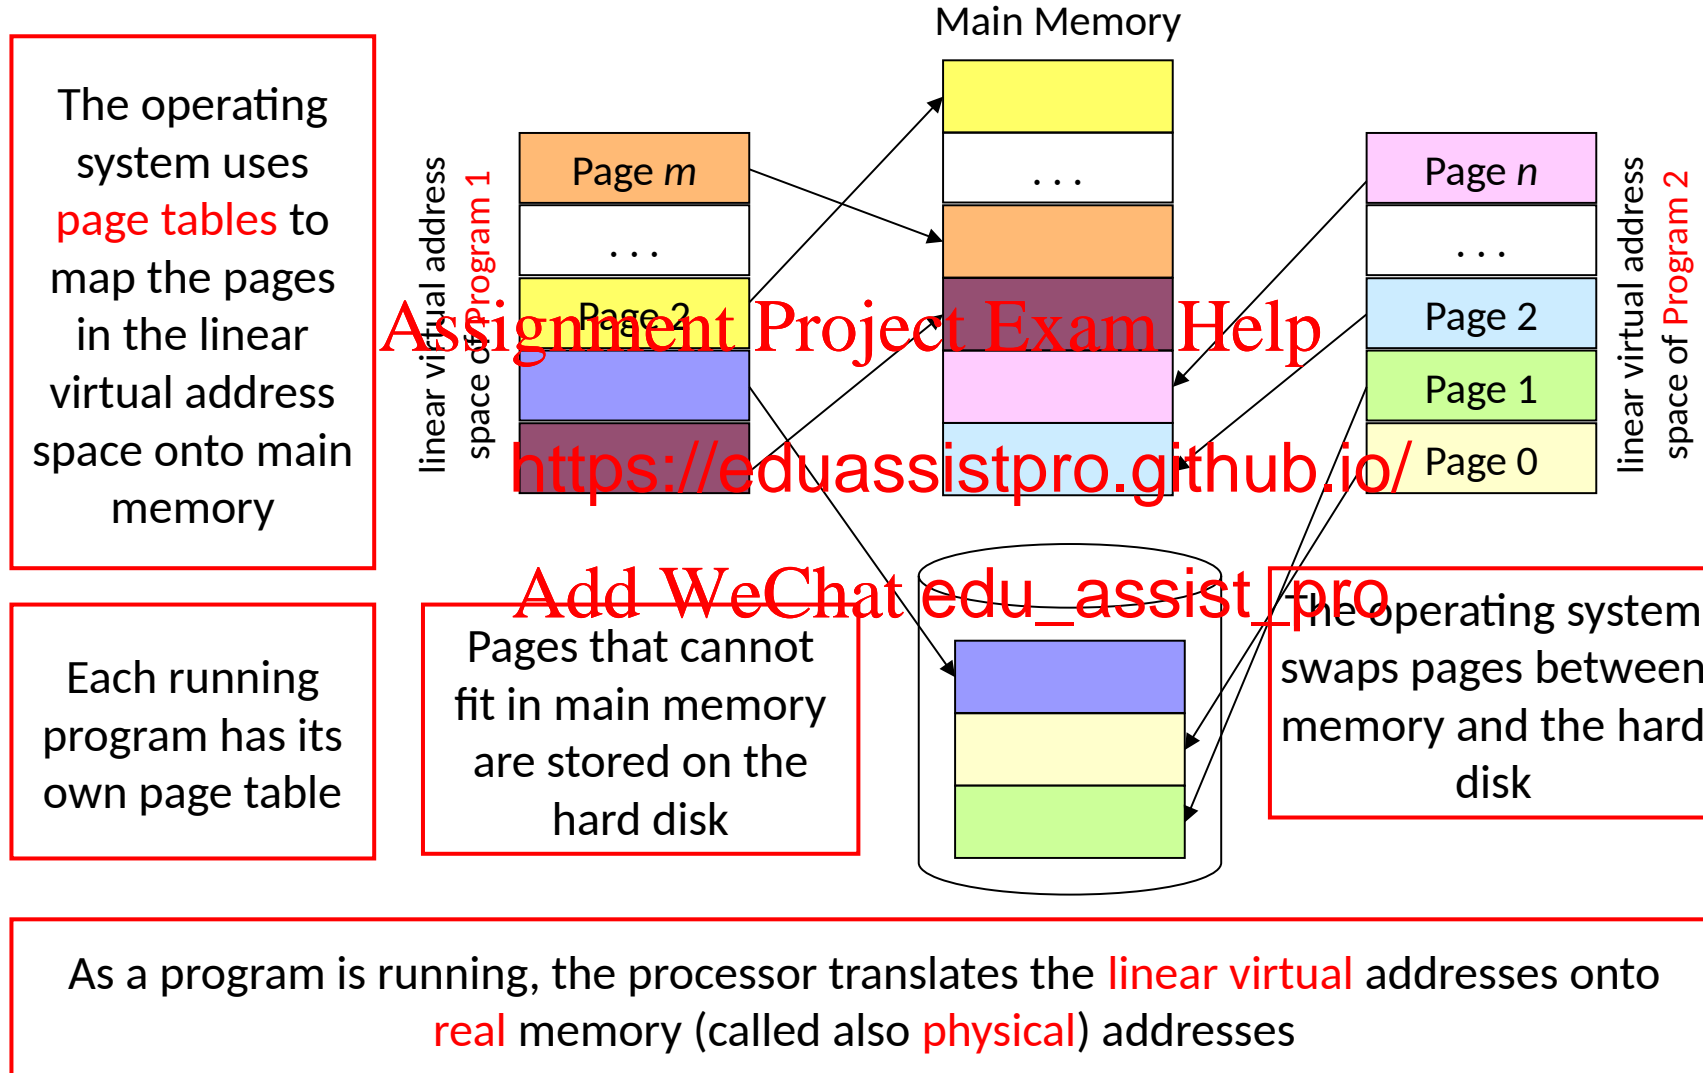 Main Memory
The operating
system uses
page tables to
map the pages
in the linear
virtual address
space onto main
memory
linear virtual address
space of Program 1
Page m
. . .
Page 2
. . .
Page n
. . .
Page 2
Page 1
Page 0
linear virtual address
space of Program 2
Assignment Project Exam Help
https://eduassistpro.github.io/
Add WeChat edu_assist_pro
Each running
program has its
own page table
Pages that cannot
fit in main memory
are stored on the
hard disk
The operating system
swaps pages between
memory and the hard
disk
As a program is running, the processor translates the linear virtual addresses onto
real memory (called also physical) addresses